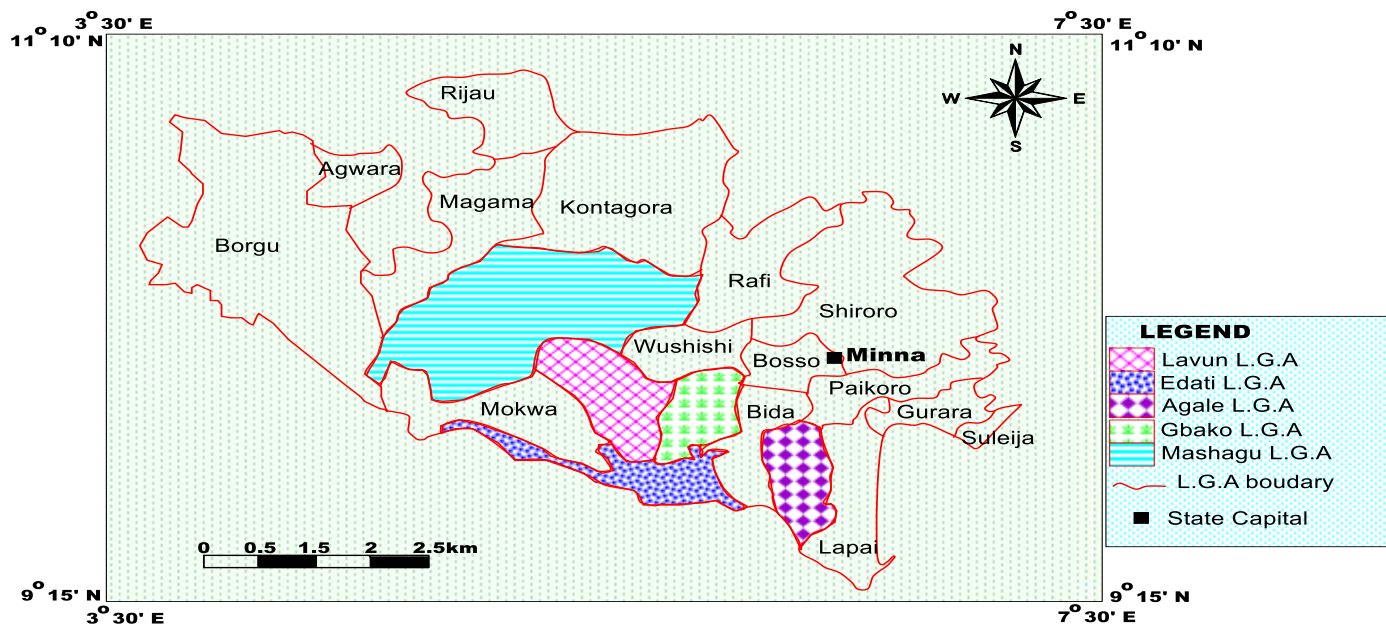 3° 30' E
7° 30' E
11° 10' N
11° 10' N
N
W
E
S
Rijau
Agwara
Magama
Kontagora
Borgu
Rafi
Shiroro
Wushishi
Bosso
Minna
Paikoro
Mokwa
Bida
Gurara
Suleija
Lapai
LEGEND
Lavun L.G.A
Edati L.G.A
Agale L.G.A
Gbako L.G.A
Mashagu L.G.A
L.G.A boudary
State Capital
0 0.5 1.5 2 2.5km
9° 15' N
9° 15' N
3° 30' E
7° 30' E